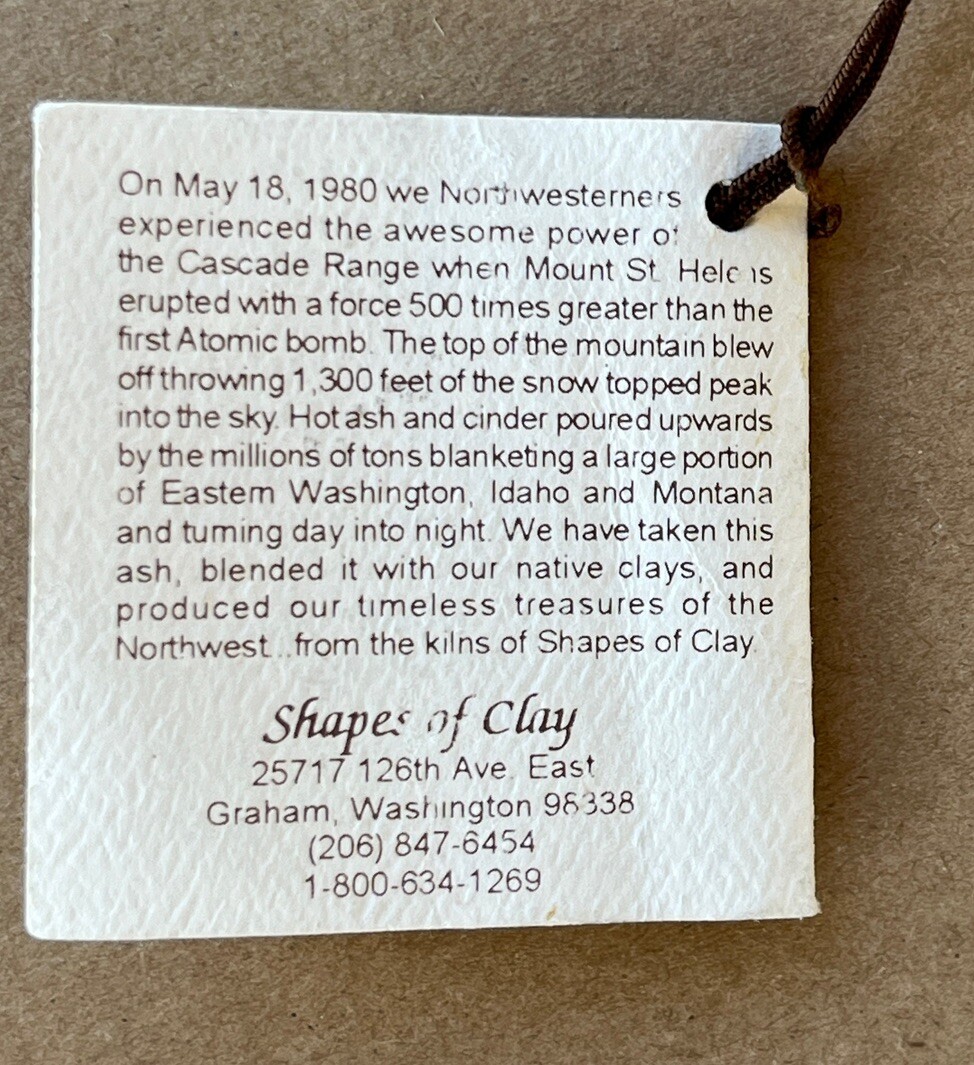 On May 18, 1980 we Northwesterners
experienced the awesome power of
the Cascade Range when Mount St. Helens
erupted with a force 500 times greater than the
first Atomic bomb. The top of the mountain blew
off throwing 1,300 feet of the snow topped peak
into the sky. Hot ash and cinder poured upwards
by the millions of tons blanketing a large portion
of Eastern Washington, Idaho and Montana
and turning day into night. We have taken this
ash, blended it with our native clays, and
produced our timeless treasures of the
Northwest...from the kilns of Shapes of Clay.
Shapes of Clay
25717 126th Ave. East
Graham, Washington 98338
(206) 847-6454
1-800-634-1269